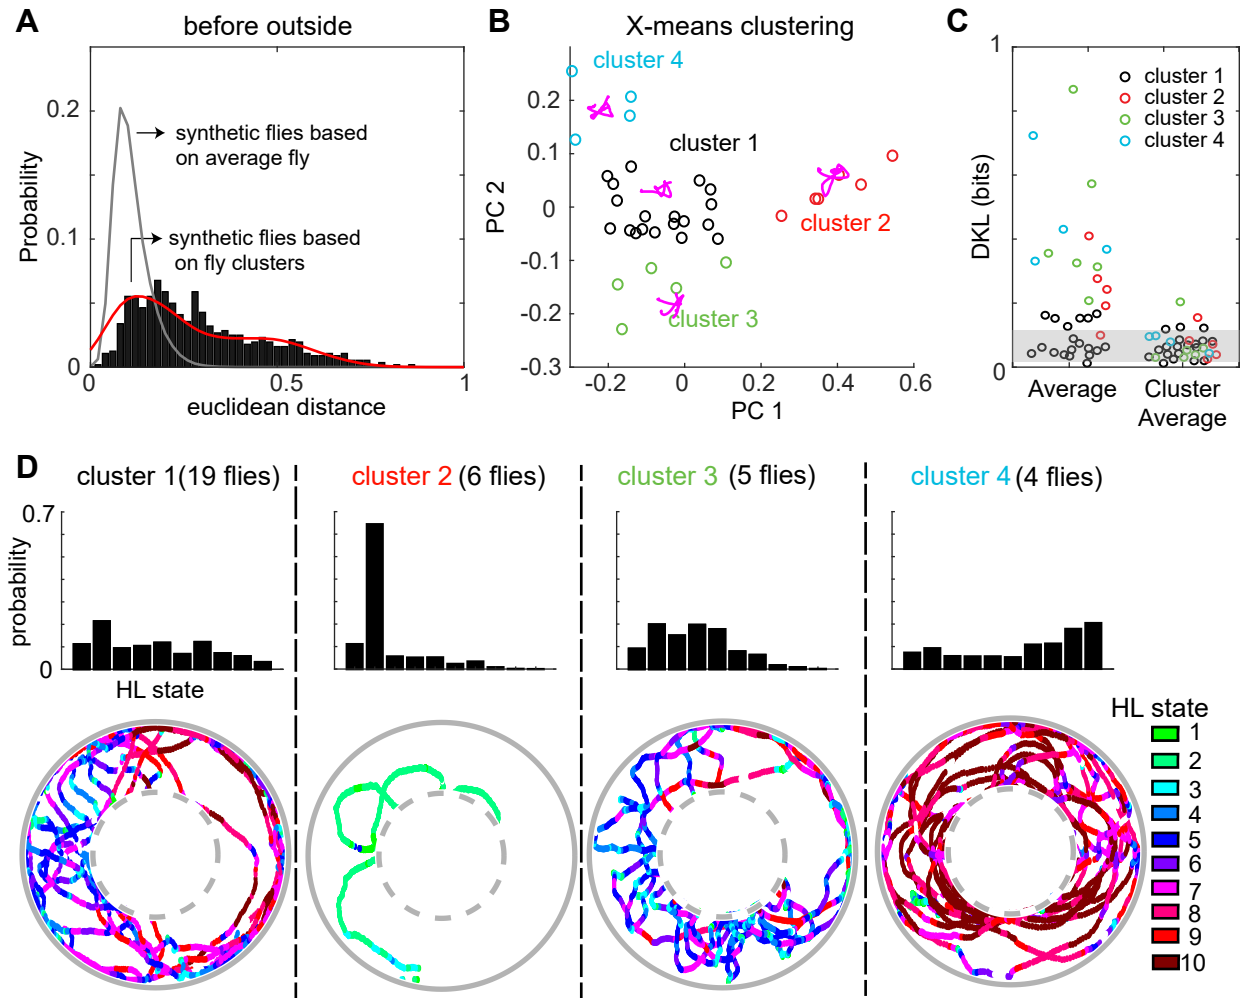 A
before outside
0.2
0.1
0
0
0.5
1
Probability
euclidean distance
synthetic flies based
on average fly
synthetic flies based
on fly clusters
B
X-means clustering
cluster 4
cluster 1
cluster 2
cluster 3
0.2
0.1
0
-0.1
-0.2
-0.3
-0.2
0
0.2
0.4
0.6
PC 2
PC 1
C
1
0
DKL (bits)
cluster 1
cluster 2
cluster 3
cluster 4
Average
Cluster
Average
D
cluster 1(19 flies)
cluster 2 (6 flies)
cluster 3 (5 flies)
cluster 4 (4 flies)
0.7
0
probability
HL state
HL state
1
2
3
4
5
6
7
8
9
10